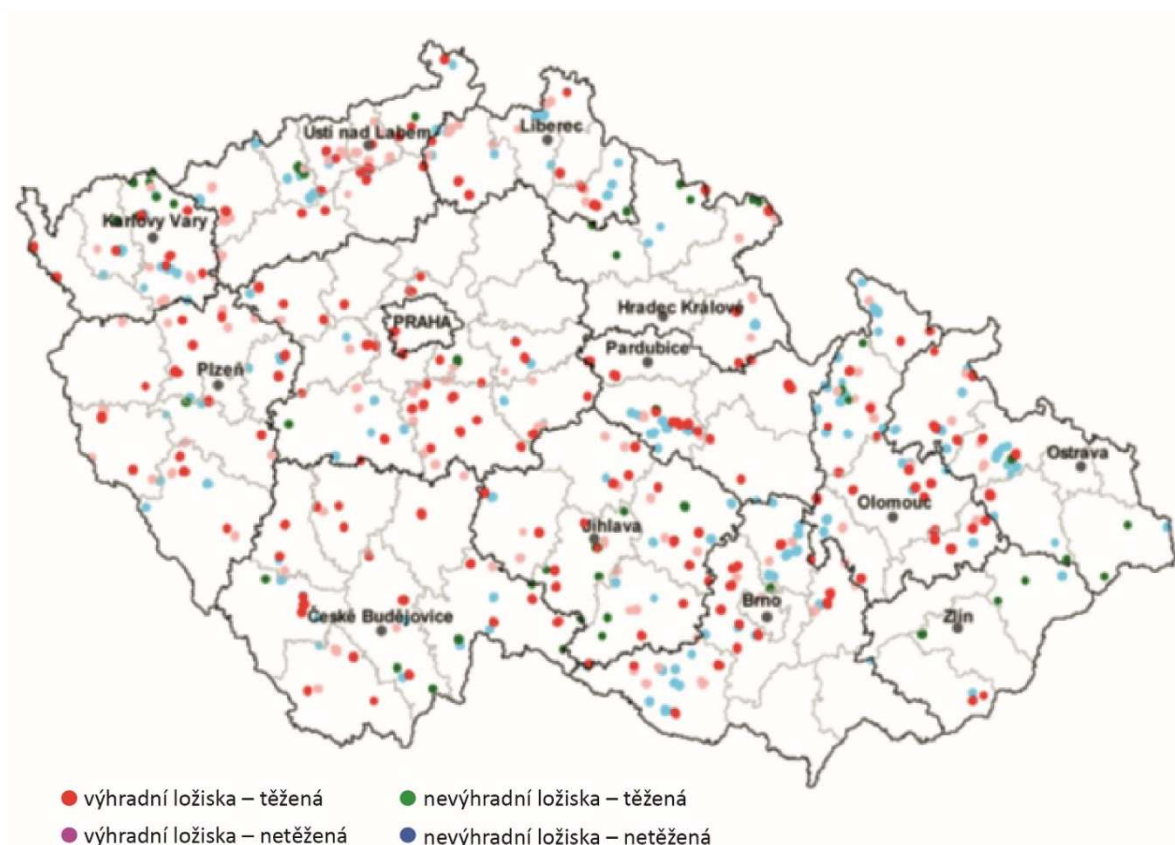 Ústí nad Labem
Liberec
Karlovy Vary
Hradec Králové
PRAHA
Pardubice
Plzeň
Ostrava
Olomouc
Jihlava
Brno
České Budějovice
Zlín
výhradní ložiska – těžená
nevýhradní ložiska – těžená
výhradní ložiska – netěžená
nevýhradní ložiska – netěžená